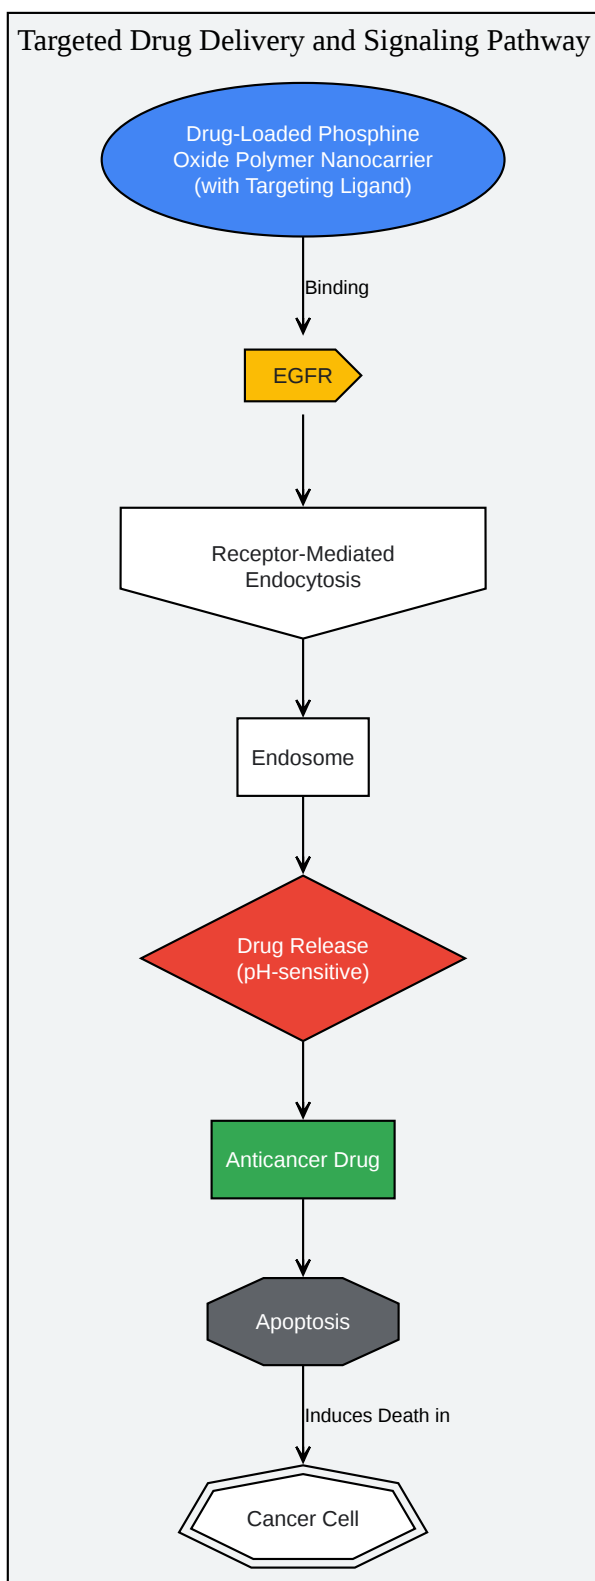 Targeted Drug Delivery and Signaling Pathway
Drug-Loaded Phosphine
Oxide Polymer Nanocarrier
(with Targeting Ligand)
Binding
EGFR
Receptor-Mediated
Endocytosis
Endosome
Drug Release
(pH-sensitive)
Anticancer Drug
Apoptosis
Induces Death in
Cancer Cell